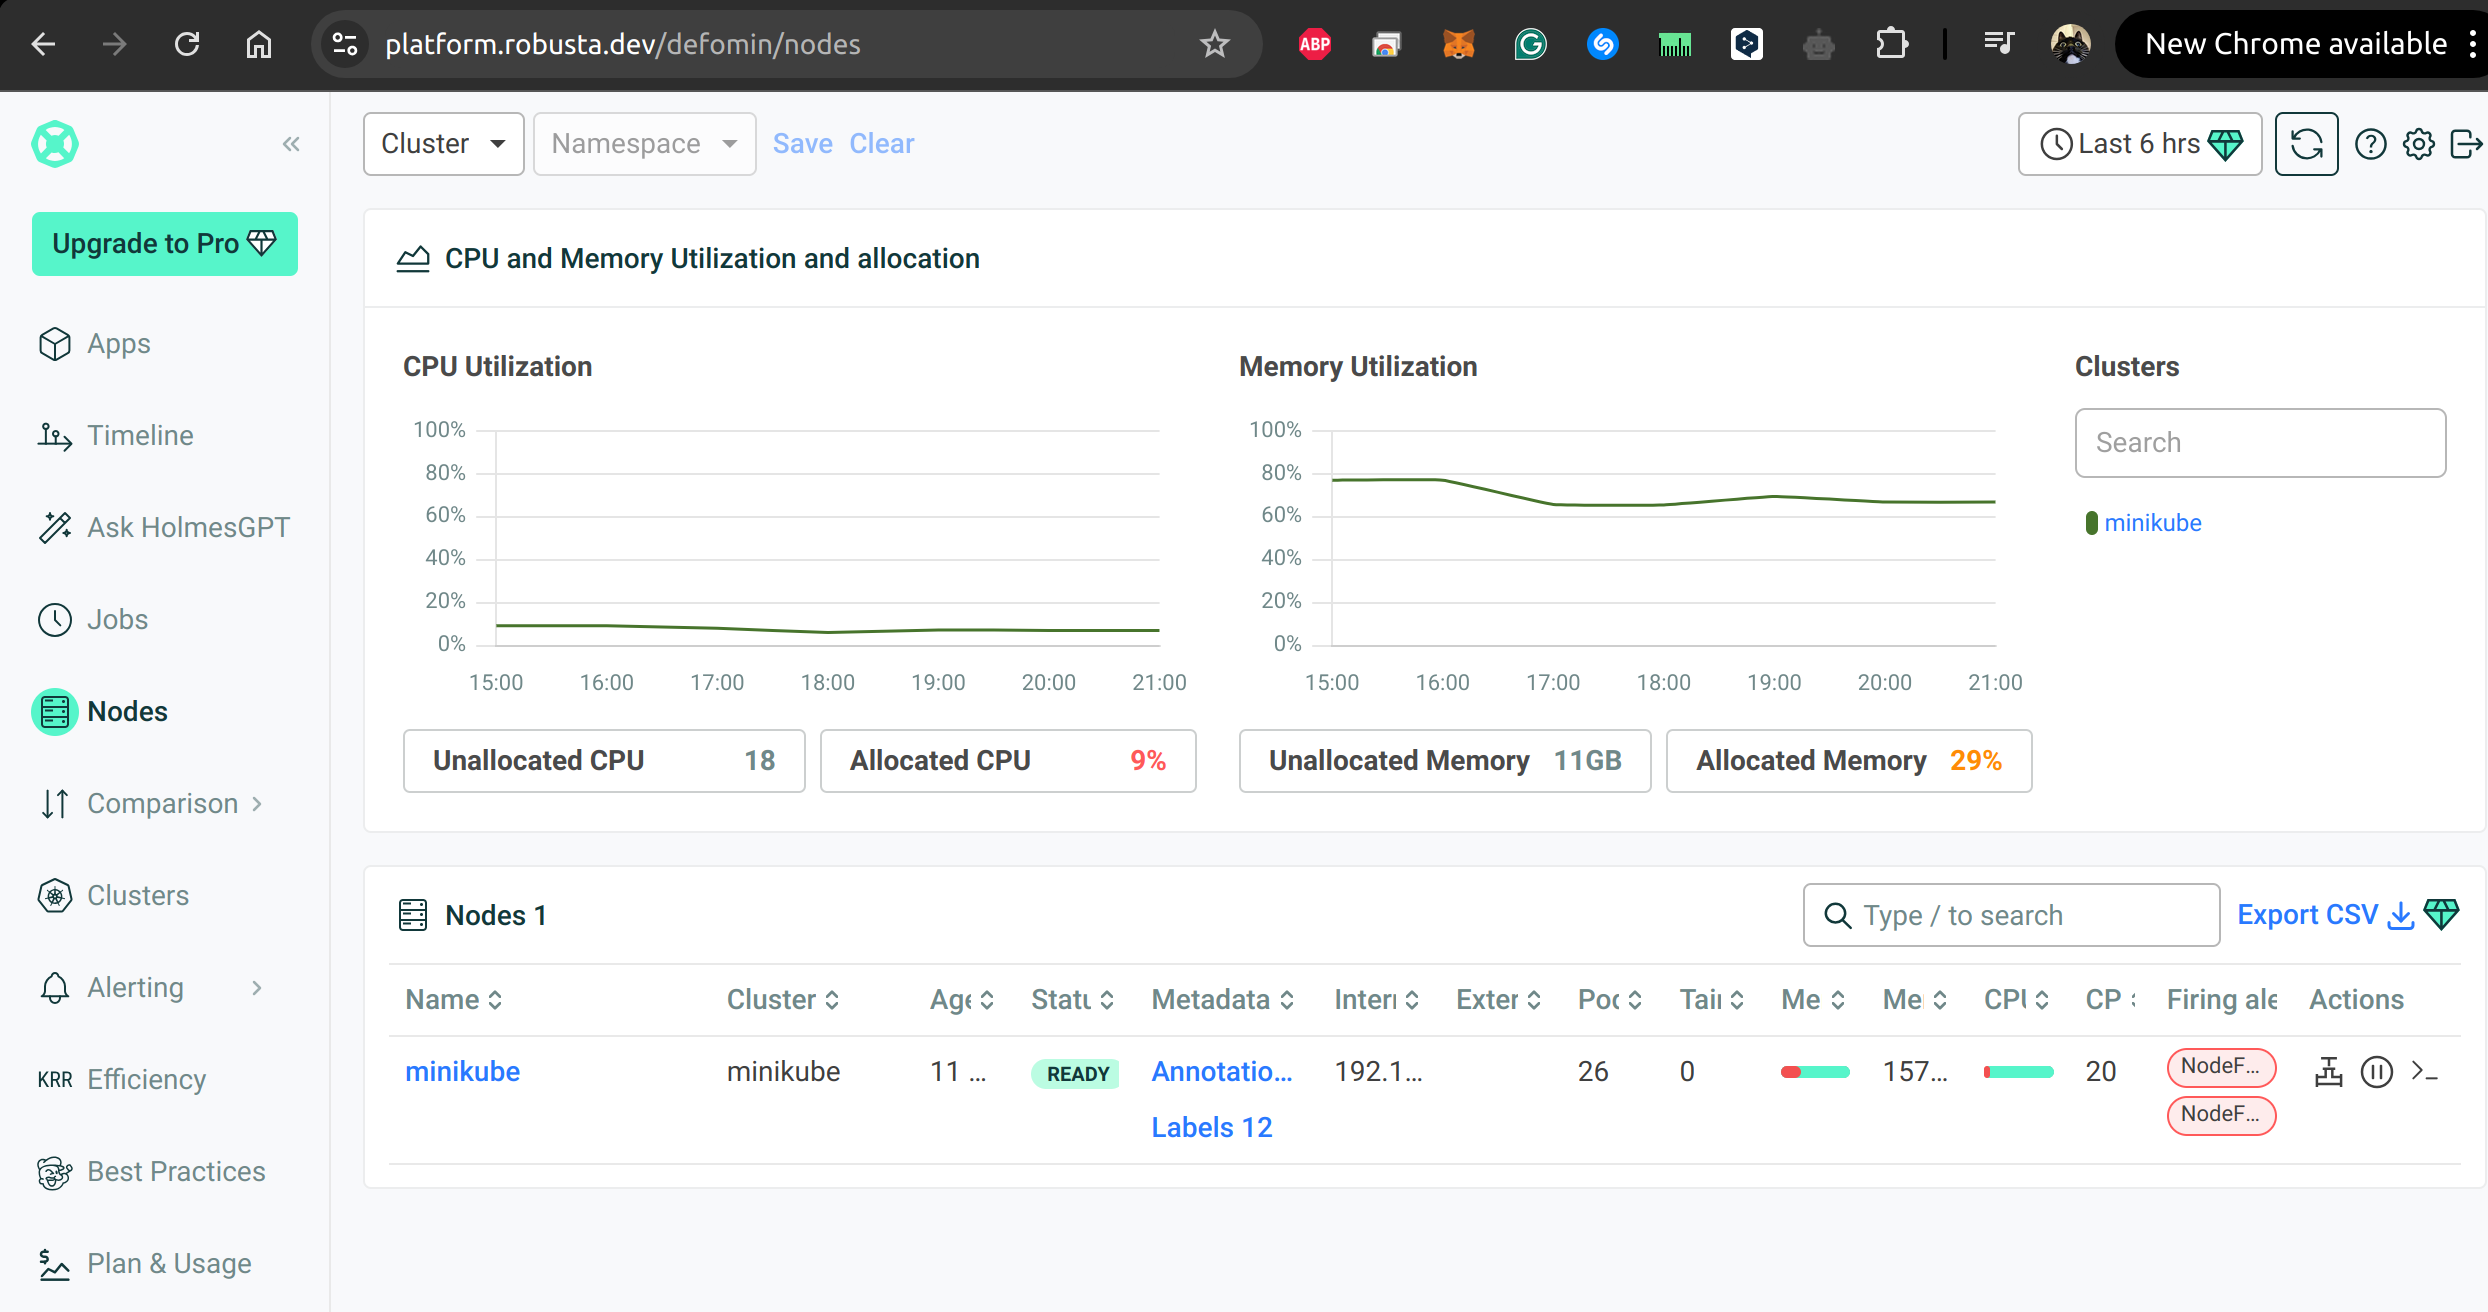 platform.robusta.dev/defomin/nodes
ABP
New Chrome available
Cluster
Namespace
Save Clear
Last 6 hrs
Upgrade to Pro
Apps
Timeline
Ask HolmesGPT
Jobs
Nodes
Comparison
Clusters
Alerting
KRR Efficiency
Best Practices
Plan & Usage
CPU and Memory Utilization and allocation
CPU Utilization
100%
80%
60%
40%
20%
0%
15:00 16:00 17:00 18:00 19:00 20:00 21:00
Unallocated CPU 18
Allocated CPU 9%
Memory Utilization
100%
80%
60%
40%
20%
0%
15:00 16:00 17:00 18:00 19:00 20:00 21:00
Unallocated Memory 11GB
Allocated Memory 29%
Clusters
Search
minikube
Nodes 1
Type / to search
Export CSV
Name Cluster Age Statu Metadata Intern Exter Poc Tain Me Me CPU CP Firing ale Actions
minikube minikube 11 ... READY Annotatio... 192.1... 26 0 157... 20 NodeF...
Labels 12 NodeF...